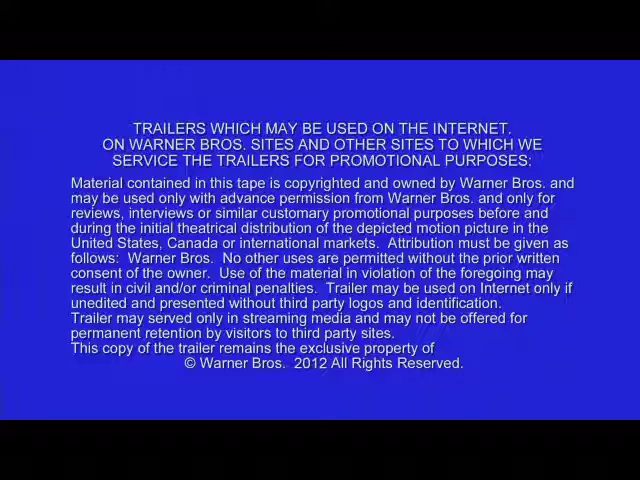 TRAILERS WHICH MAY BE USED ON THE INTERNET.
ON WARNER BROS. SITES AND OTHER SITES TO WHICH WE
SERVICE THE TRAILERS FOR PROMOTIONAL PURPOSES:
Material contained in this tape is copyrighted and owned by Warner Bros. and
may be used only with advance permission from Warner Bros. and only for
reviews, interviews or similar customary promotional purposes before and
during the initial theatrical distribution of the depicted motion picture in the
United States, Canada or international markets.  Attribution must be given as
follows:  Warner Bros.  No other uses are permitted without the prior written
consent of the owner.  Use of the material in violation of the foregoing may
result in civil and/or criminal penalties.  Trailer may be used on Internet only if
unedited and presented without third party logos and identification.
Trailer may served only in streaming media and may not be offered for
permanent retention by visitors to third party sites.
This copy of the trailer remains the exclusive property of
© Warner Bros.  2012 All Rights Reserved.